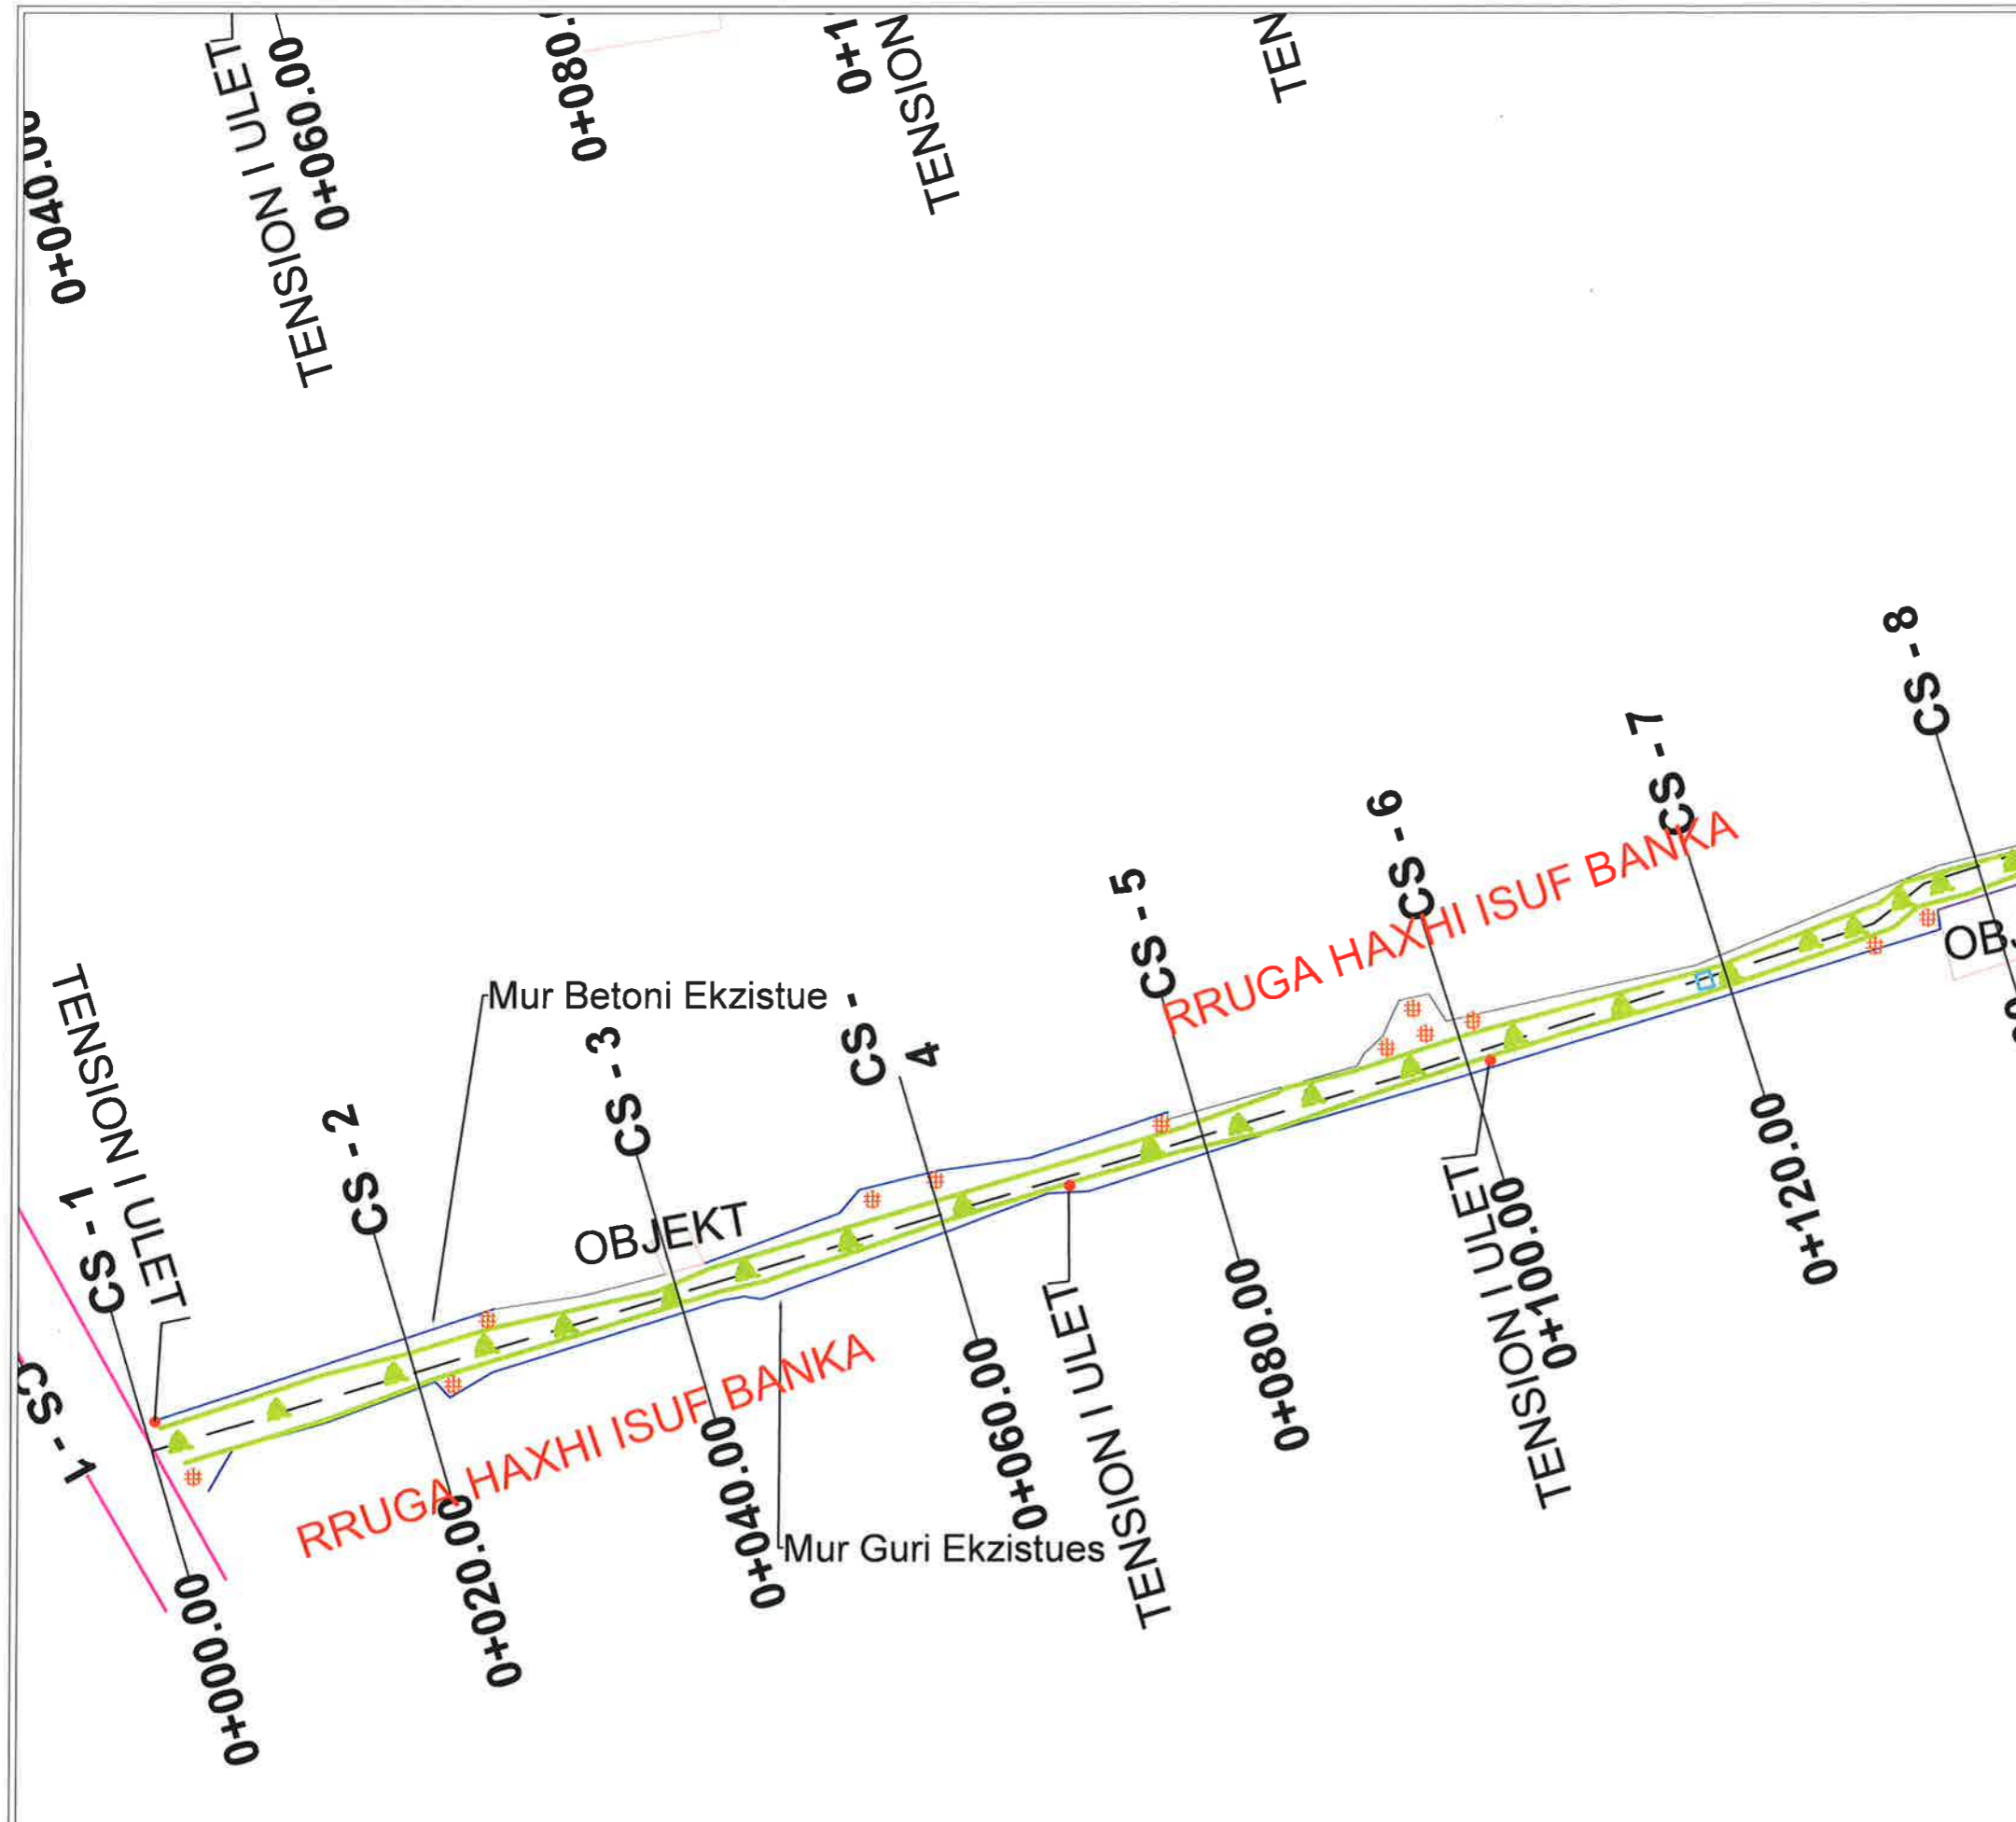 0+040.00
TENSION I ULET
0+060.00
0+080.0
0+1
TENSION
TEN
CS - 8
CS - 7
CS - 6
CS - 5
RRUGA HAXHI ISUF BANKA
OBJ
Mur Betoni Ekzistue
CS - 4
CS - 3
CS - 2
TENSION I ULET
CS - 1
OBJEKT
CS - 1
RRUGA HAXHI ISUF BANKA
Mur Guri Ekzistues
0+000.00
0+020.00
0+040.00
0+060.00
TENSION I ULET
0+080.00
TENSION I ULET
0+100.00
0+120.00